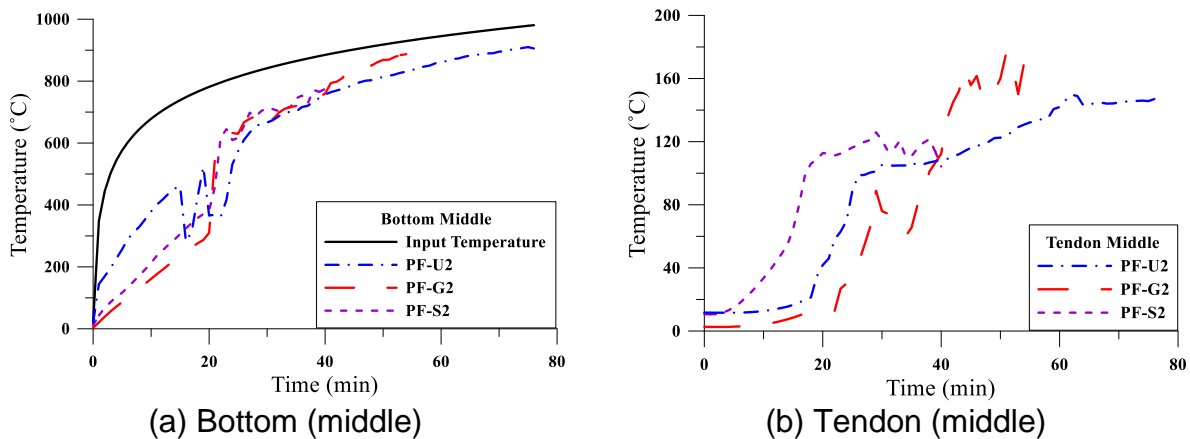 1000
800
600
400
200
0
Temperature (°C)
0 20 40 60 80
Time (min)
Bottom Middle
Input Temperature
PF-U2
PF-G2
PF-S2
(a) Bottom (middle)
200
160
120
80
40
0
Temperature (°C)
0 20 40 60 80
Time (min)
Tendon Middle
PF-U2
PF-G2
PF-S2
(b) Tendon (middle)